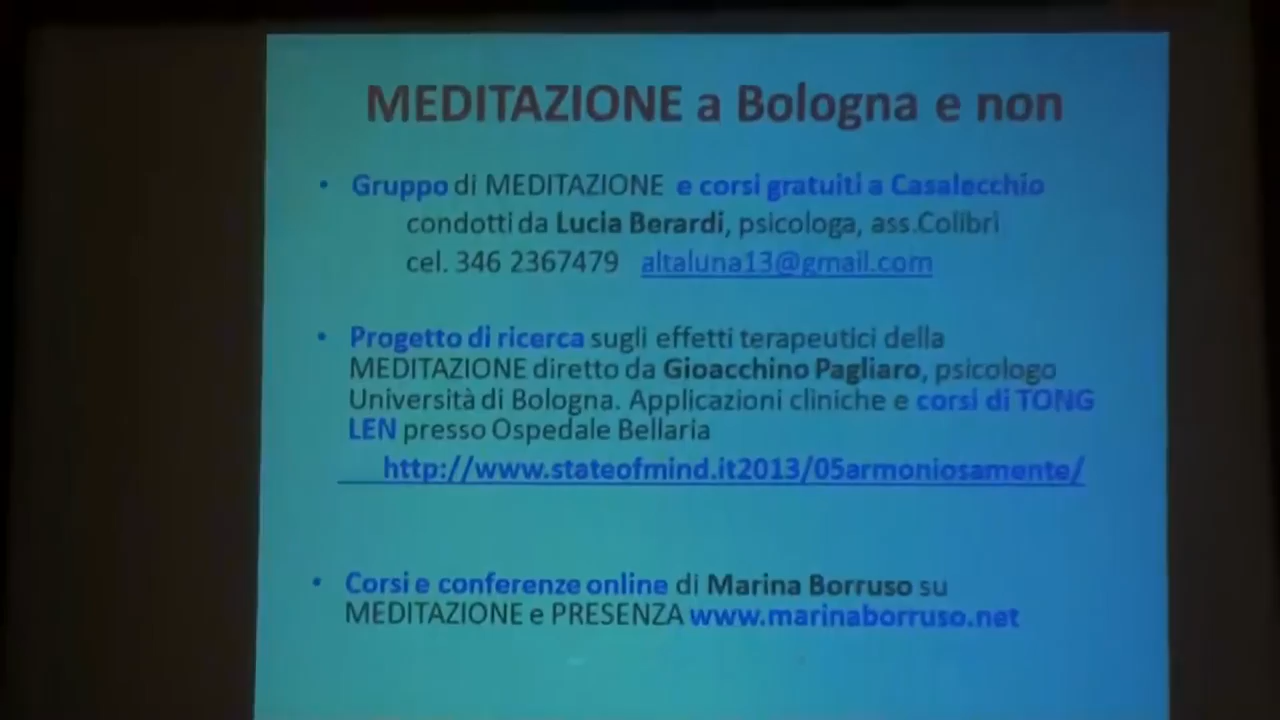 MEDITAZIONE a Bologna e non
• Gruppo di MEDITAZIONE e corsi gratuiti a Casalecchio
condotti da Lucia Berardi, psicologa, ass.Colibrì
cel. 346 2367479 altaluna13@gmail.com
• Progetto di ricerca sugli effetti terapeutici della
MEDITAZIONE diretto da Gioacchino Pagliaro, psicologo
Università di Bologna. Applicazioni cliniche e corsi di TONG
LEN presso Ospedale Bellaria
http://www.stateofmind.it2013/05armoniosamente/
• Corsi e conferenze online di Marina Borruso su
MEDITAZIONE e PRESENZA www.marinaborruso.net